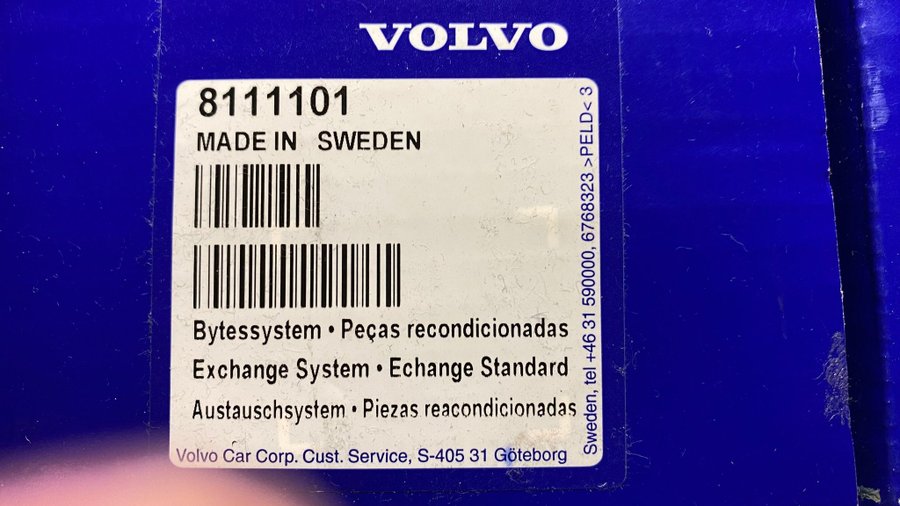 VOLVO
8111101
MADE IN SWEDEN
Bytessystem • Peças recondicionadas
Exchange System • Echange Standard
Austauschsystem • Piezas reacondicionadas
Volvo Car Corp. Cust. Service, S-405 31 Göteborg
Sweden, tel +46 31 590000, 6768323 >PELD< 3